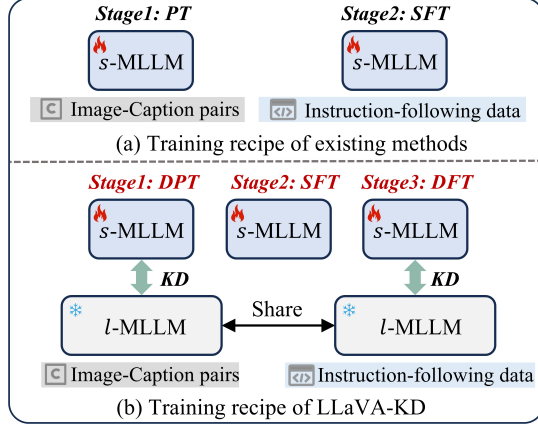 Stage1: PT Stage2: SFT
s-MLLM s-MLLM
C Image-Caption pairs </> Instruction-following data
(a) Training recipe of existing methods
Stage1: DPT Stage2: SFT Stage3: DFT
s-MLLM s-MLLM s-MLLM
KD KD
l-MLLM Share l-MLLM
C Image-Caption pairs </> Instruction-following data
(b) Training recipe of LLaVA-KD